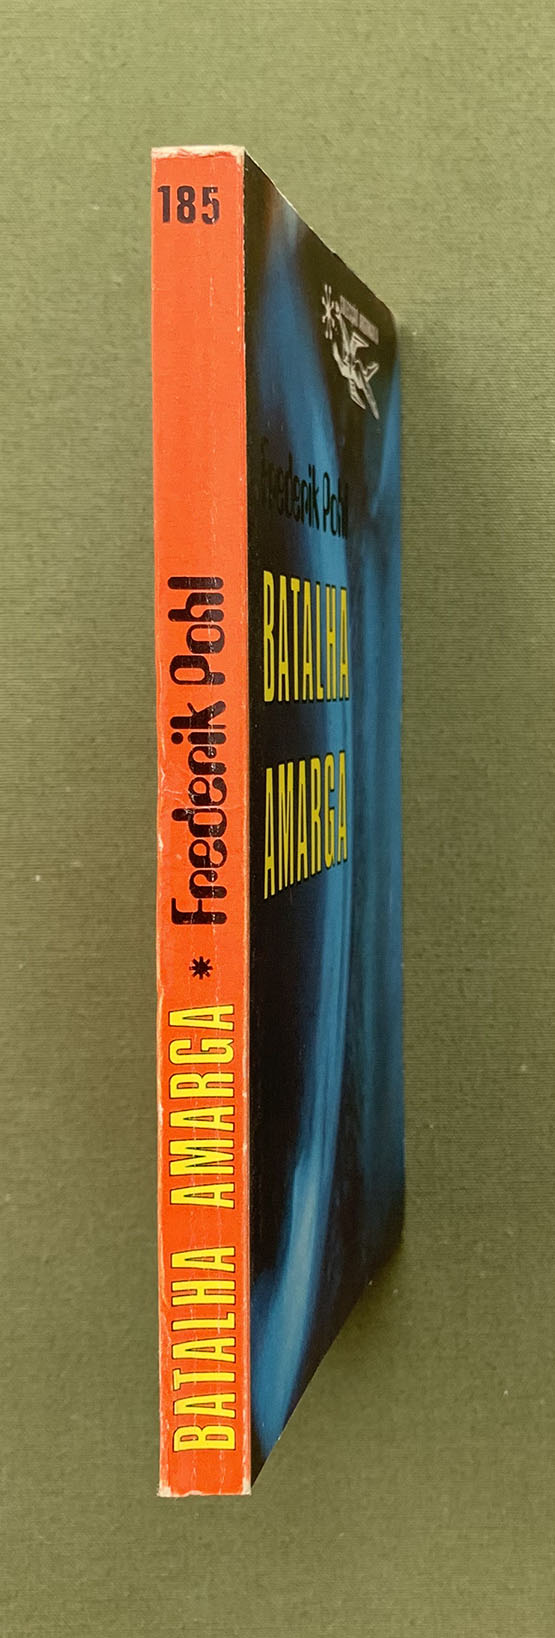 185
BATALHA AMARGA * Frederik Pohl
Frederik Pohl
BATALHA
AMARGA